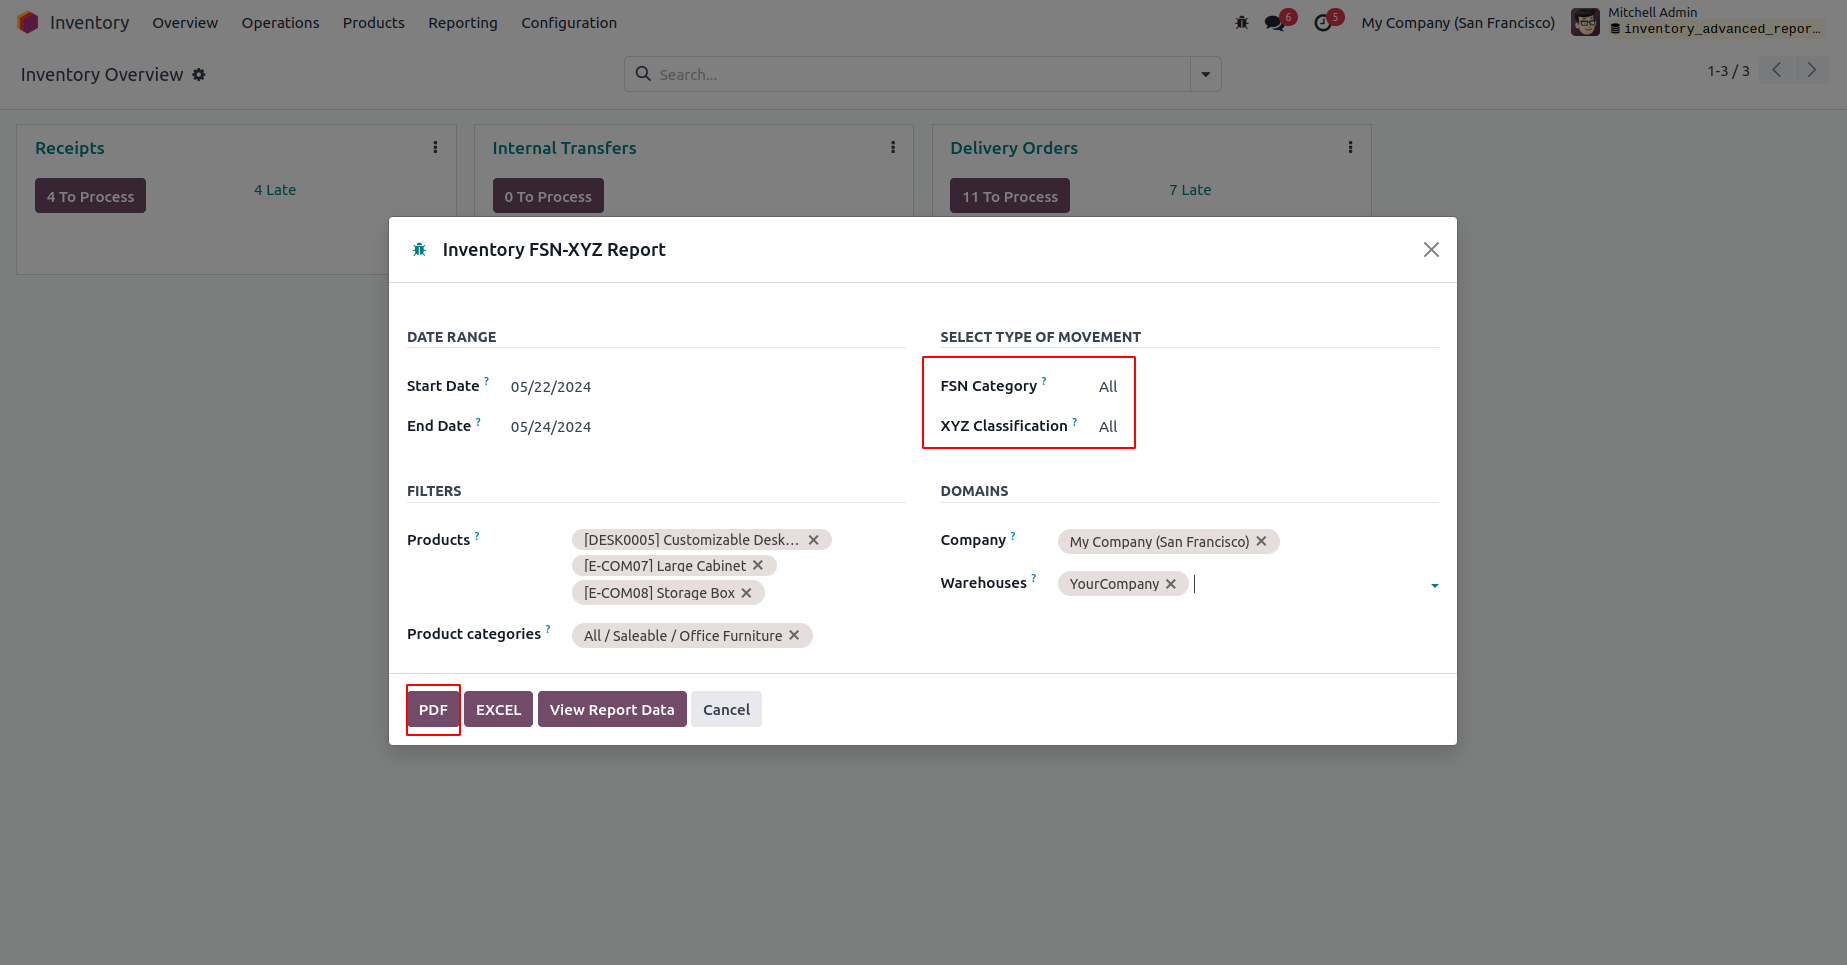 Inventory Overview Operations Products Reporting Configuration 6 5 My Company (San Francisco) Mitchell Admin
inventory_advanced_repor...
Inventory Overview Search... 1-3 / 3
Receipts Internal Transfers Delivery Orders
4 To Process 4 Late 0 To Process 11 To Process 7 Late
Inventory FSN-XYZ Report
DATE RANGE SELECT TYPE OF MOVEMENT
Start Date ? 05/22/2024 FSN Category ? All
End Date ? 05/24/2024 XYZ Classification ? All
FILTERS DOMAINS
Products ? [DESK0005] Customizable Desk... Company ? My Company (San Francisco)
[E-COM07] Large Cabinet
Warehouses ? YourCompany
[E-COM08] Storage Box
Product categories ? All / Saleable / Office Furniture
PDF EXCEL View Report Data Cancel